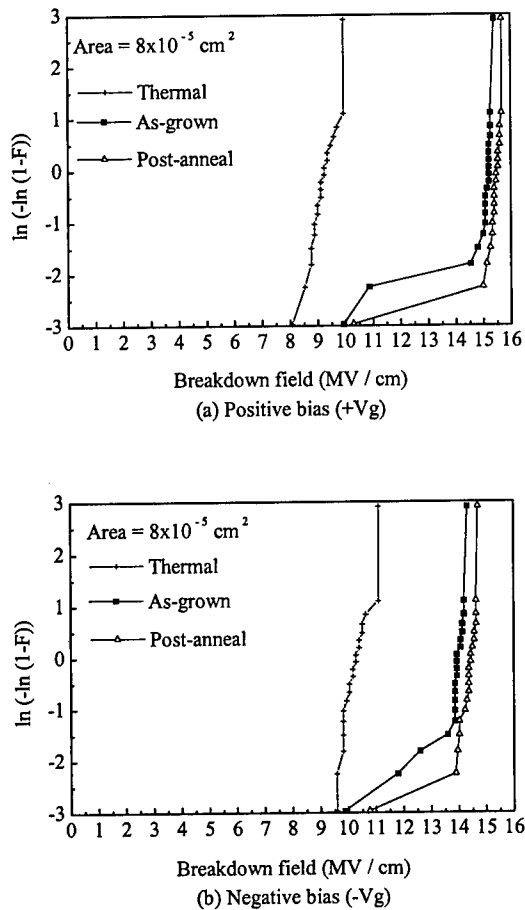 3
2
1
0
-1
-2
-3
ln (-ln (1-F))
Area = 8x10⁻⁵ cm²
Thermal
As-grown
Post-anneal
0 1 2 3 4 5 6 7 8 9 10 11 12 13 14 15 16
Breakdown field (MV / cm)
(a) Positive bias (+Vg)
3
2
1
0
-1
-2
-3
ln (-ln (1-F))
Area = 8x10⁻⁵ cm²
Thermal
As-grown
Post-anneal
0 1 2 3 4 5 6 7 8 9 10 11 12 13 14 15 16
Breakdown field (MV / cm)
(b) Negative bias (-Vg)